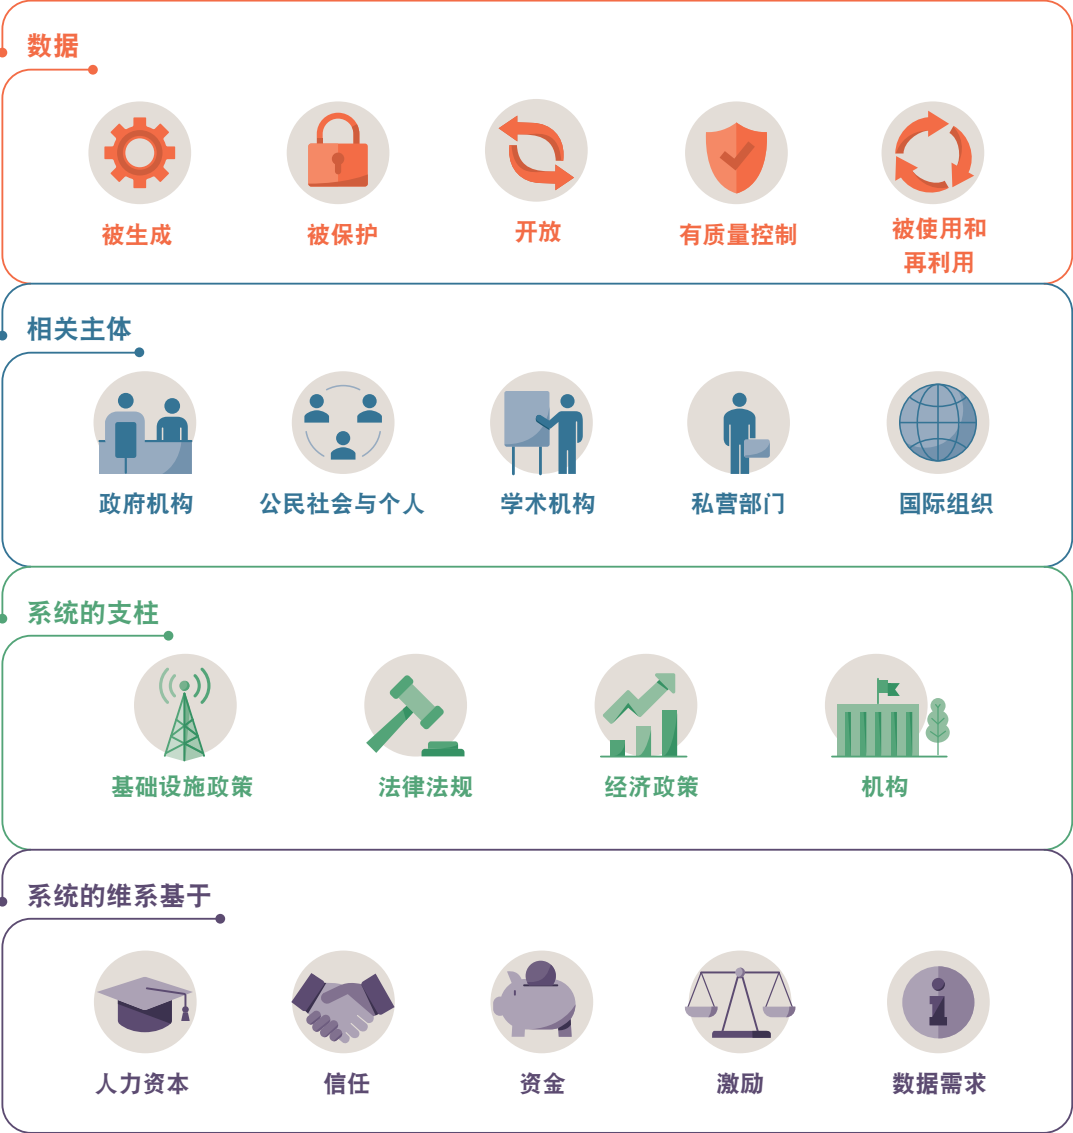 数据
被生成
被保护
开放
有质量控制
被使用和
再利用
相关主体
政府机构
公民社会与个人
学术机构
私营部门
国际组织
系统的支柱
基础设施政策
法律法规
经济政策
机构
系统的维系基于
人力资本
信任
资金
激励
数据需求